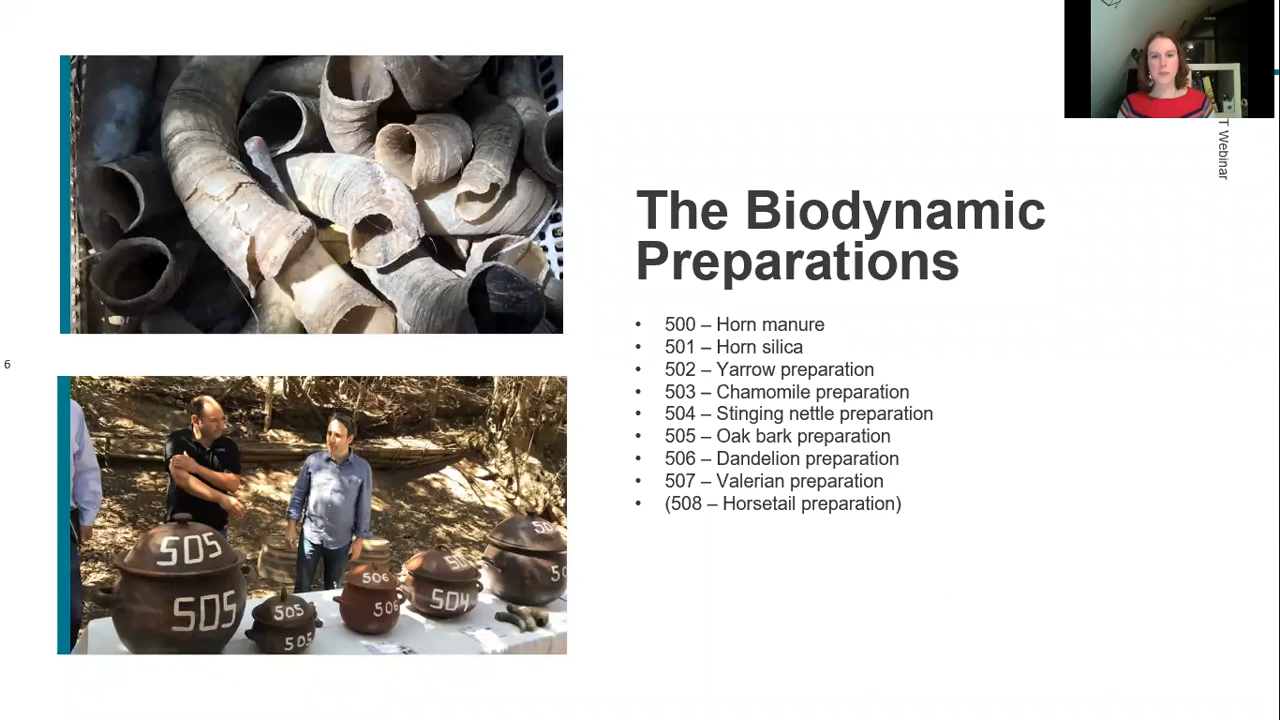 T Webinar
The Biodynamic
Preparations
• 500 – Horn manure
• 501 – Horn silica
• 502 – Yarrow preparation
• 503 – Chamomile preparation
• 504 – Stinging nettle preparation
• 505 – Oak bark preparation
• 506 – Dandelion preparation
• 507 – Valerian preparation
• (508 – Horsetail preparation)
6
505
505
505
505
506
506
504